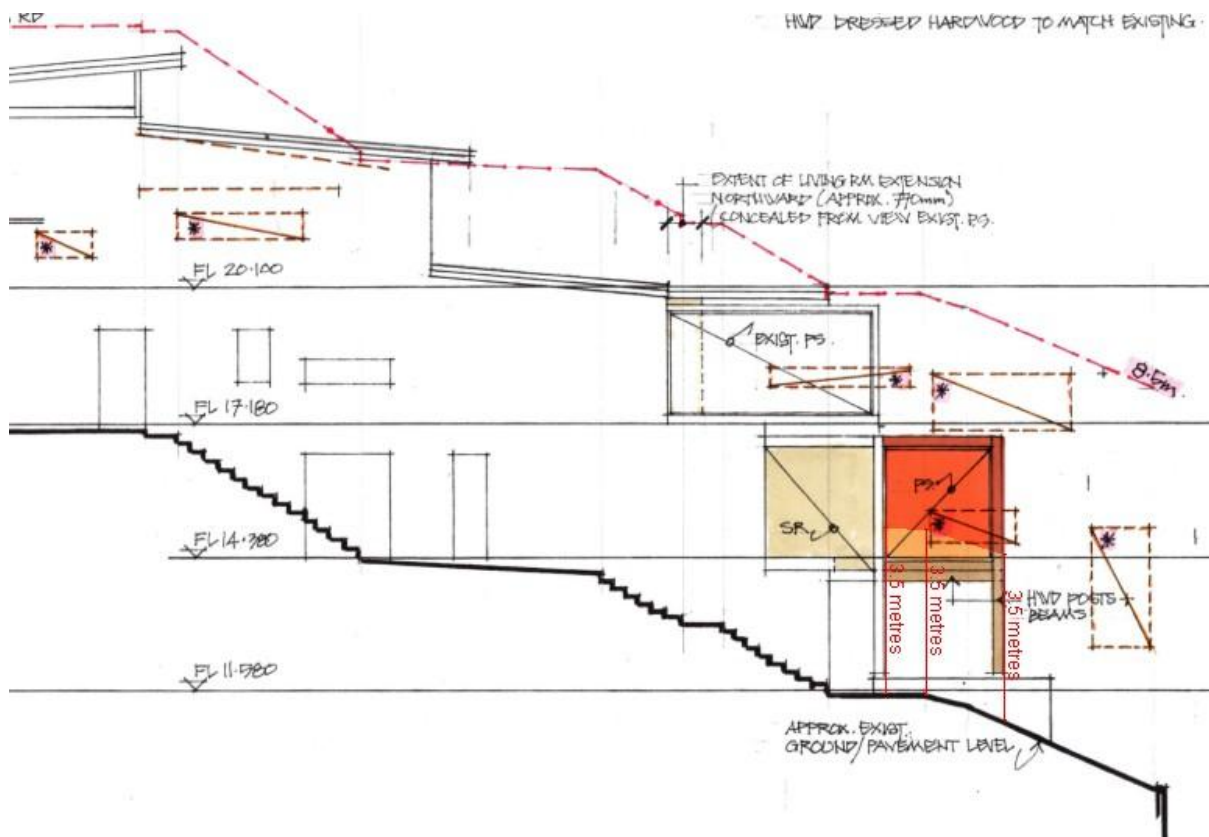 RD
HWD DRESSED HARDWOOD TO MATCH EXISTING.
EXTENT OF LIVING RM EXTENSION
NORTHWARD (APPROX. 770mm)
CONCEALED FROM VIEW EXIST. PS.
FL 20.100
EXIST. PS.
8.5m.
FL 17.180
PS.
SR
FL 14.380
3.5 metres
3.5 metres
3.5 metres
HWD POSTS
BEAMS
FL 11.580
APPROX. EXIST.
GROUND/PAVEMENT LEVEL